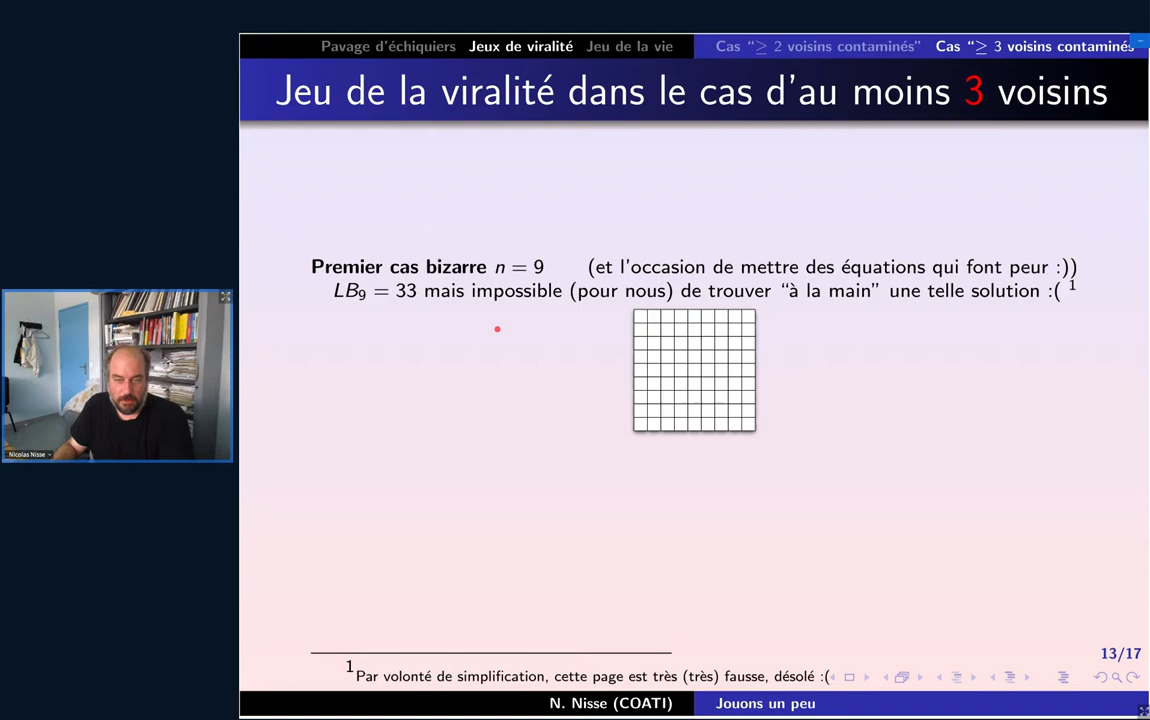 Pavage d'échiquiers Jeux de viralité Jeu de la vie Cas “≥ 2 voisins contaminés” Cas “≥ 3 voisins contaminés
Jeu de la viralité dans le cas d'au moins 3 voisins
Premier cas bizarre n = 9 (et l'occasion de mettre des équations qui font peur :))
LB₉ = 33 mais impossible (pour nous) de trouver “à la main” une telle solution :( ¹
Nicolas Nisse
13/17
¹Par volonté de simplification, cette page est très (très) fausse, désolé :(
N. Nisse (COATI) Jouons un peu